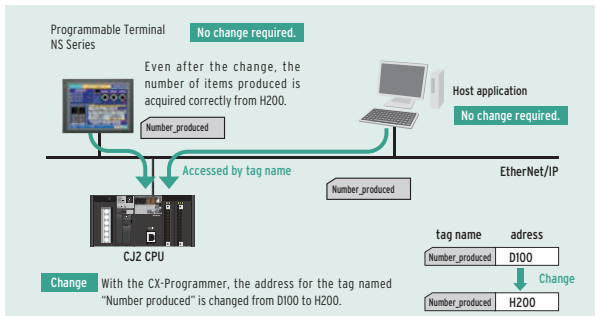 Programmable Terminal
NS Series
No change required.
Even after the change, the
number of items produced is
acquired correctly from H200.
Number_produced
Host application
No change required.
Accessed by tag name
EtherNet/IP
Number_produced
CJ2 CPU
tag name adress
Number_produced D100
Change
Number_produced H200
Change With the CX-Programmer, the address for the tag named
“Number produced” is changed from D100 to H200.